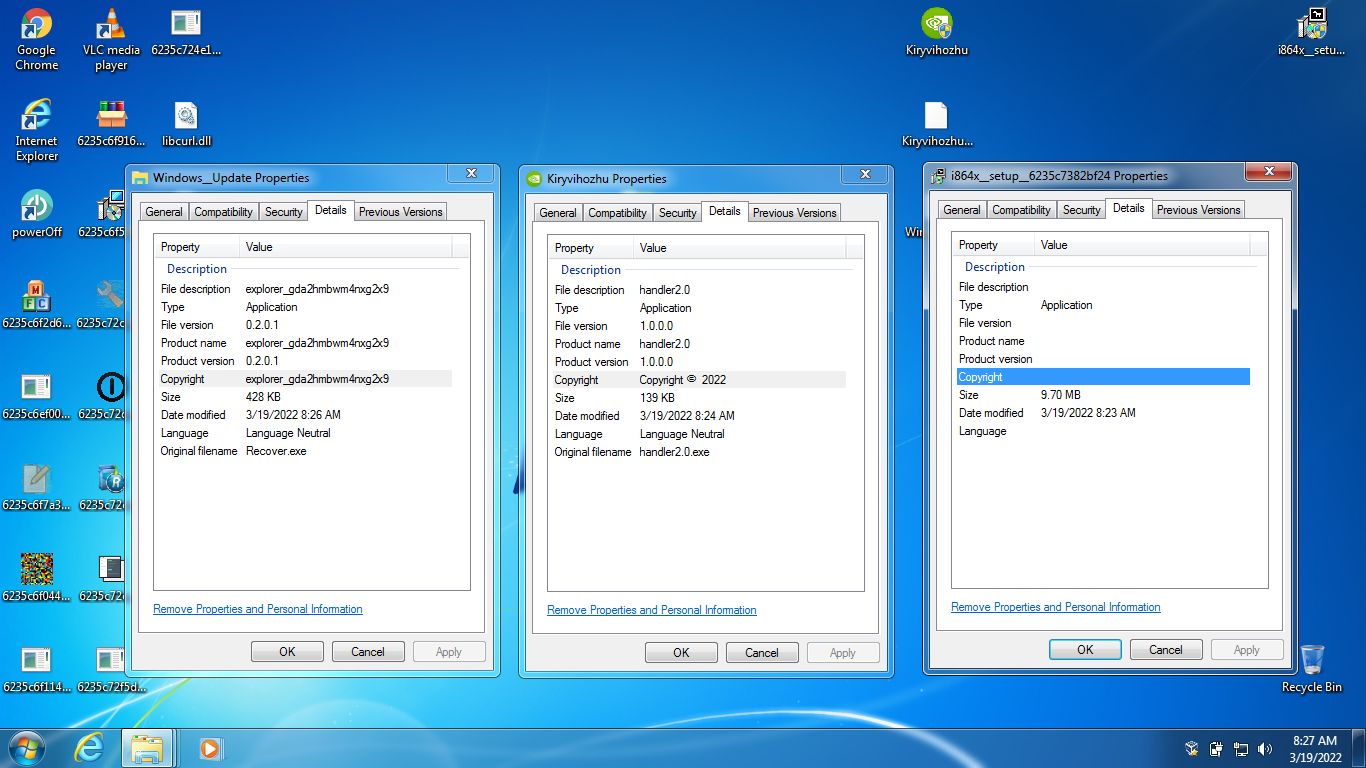 Google
Chrome
VLC media
player
6235c724e1...
Kiryvihozhu
i864x__setu...
Internet
Explorer
6235c6f916...
libcurl.dll
Kiryvihozhu...
powerOff
6235c6f5
Win
6235c6f2d6...
6235c72c
6235c6ef00...
6235c72c
6235c6f7a3...
6235c72
6235c6f044...
6235c72
6235c6f114...
6235c72f5d...
Recycle Bin
Windows__Update Properties
General
Compatibility
Security
Details
Previous Versions
Property Value
Description
File description explorer_gda2hmbwm4nxg2x9
Type Application
File version 0.2.0.1
Product name explorer_gda2hmbwm4nxg2x9
Product version 0.2.0.1
Copyright explorer_gda2hmbwm4nxg2x9
Size 428 KB
Date modified 3/19/2022 8:26 AM
Language Language Neutral
Original filename Recover.exe
Remove Properties and Personal Information
OK
Cancel
Apply
Kiryvihozhu Properties
General
Compatibility
Security
Details
Previous Versions
Property Value
Description
File description handler2.0
Type Application
File version 1.0.0.0
Product name handler2.0
Product version 1.0.0.0
Copyright Copyright © 2022
Size 139 KB
Date modified 3/19/2022 8:24 AM
Language Language Neutral
Original filename handler2.0.exe
Remove Properties and Personal Information
OK
Cancel
Apply
i864x__setup__6235c7382bf24 Properties
General
Compatibility
Security
Details
Previous Versions
Property Value
Description
File description
Type Application
File version
Product name
Product version
Copyright
Size 9.70 MB
Date modified 3/19/2022 8:23 AM
Language
Remove Properties and Personal Information
OK
Cancel
Apply
8:27 AM
3/19/2022